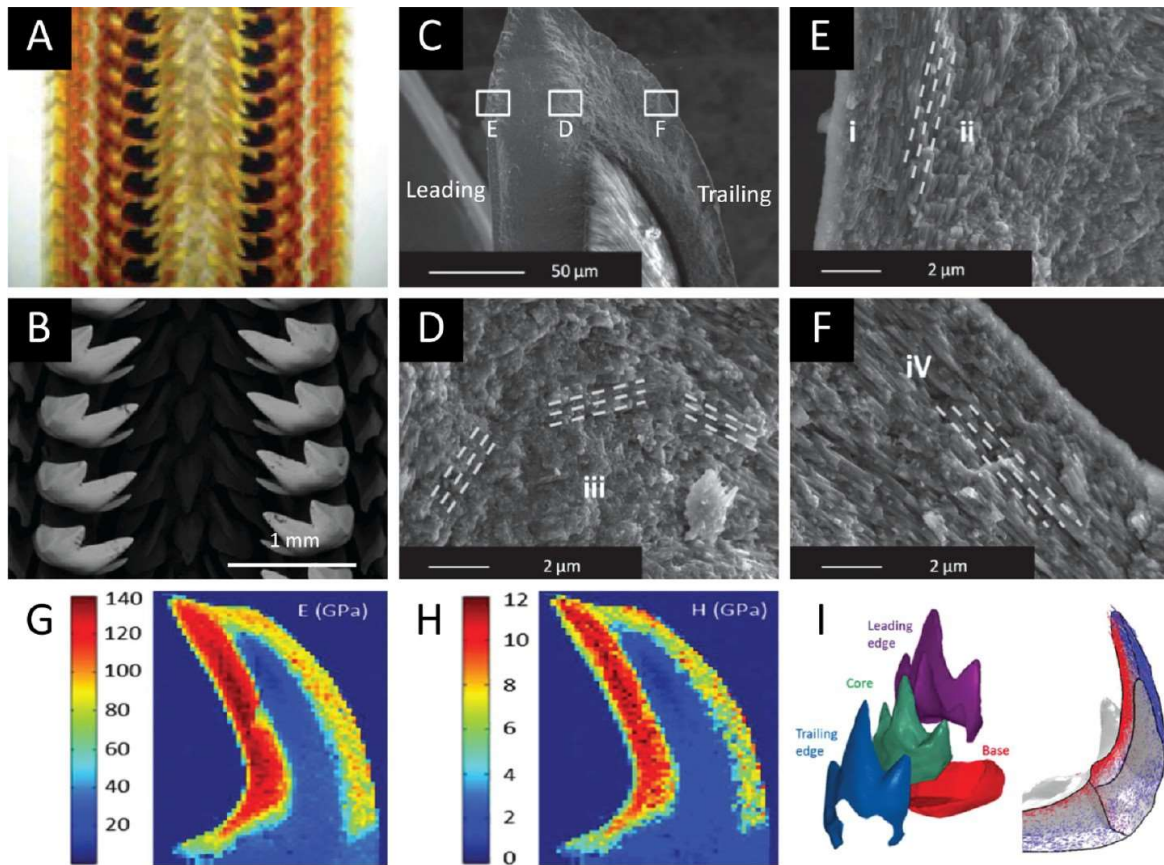 A
B
1 mm
C
E
D
F
Leading
Trailing
50 µm
D
iii
2 µm
E
i
ii
2 µm
F
iV
2 µm
G
140
120
100
80
60
40
20
E (GPa)
H
12
10
8
6
4
2
0
H (GPa)
I
Leading
edge
Core
Trailing
edge
Base